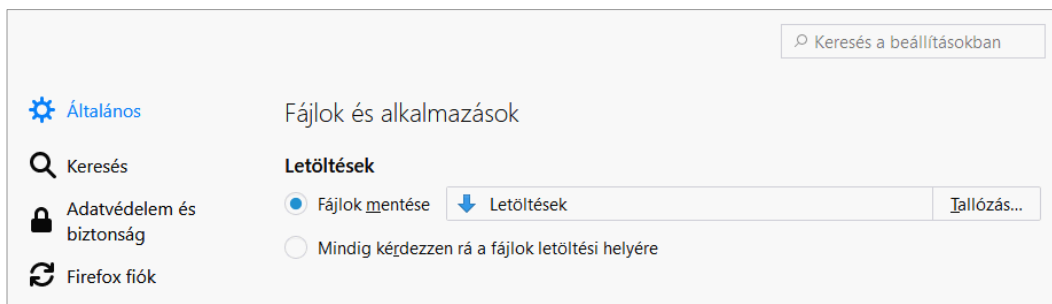 Keresés a beállításokban
Általános
Keresés
Adatvédelem és
biztonság
Firefox fiók
Fájlok és alkalmazások
Letöltések
Fájlok mentése
Letöltések
Tallózás...
Mindig kérdezzen rá a fájlok letöltési helyére